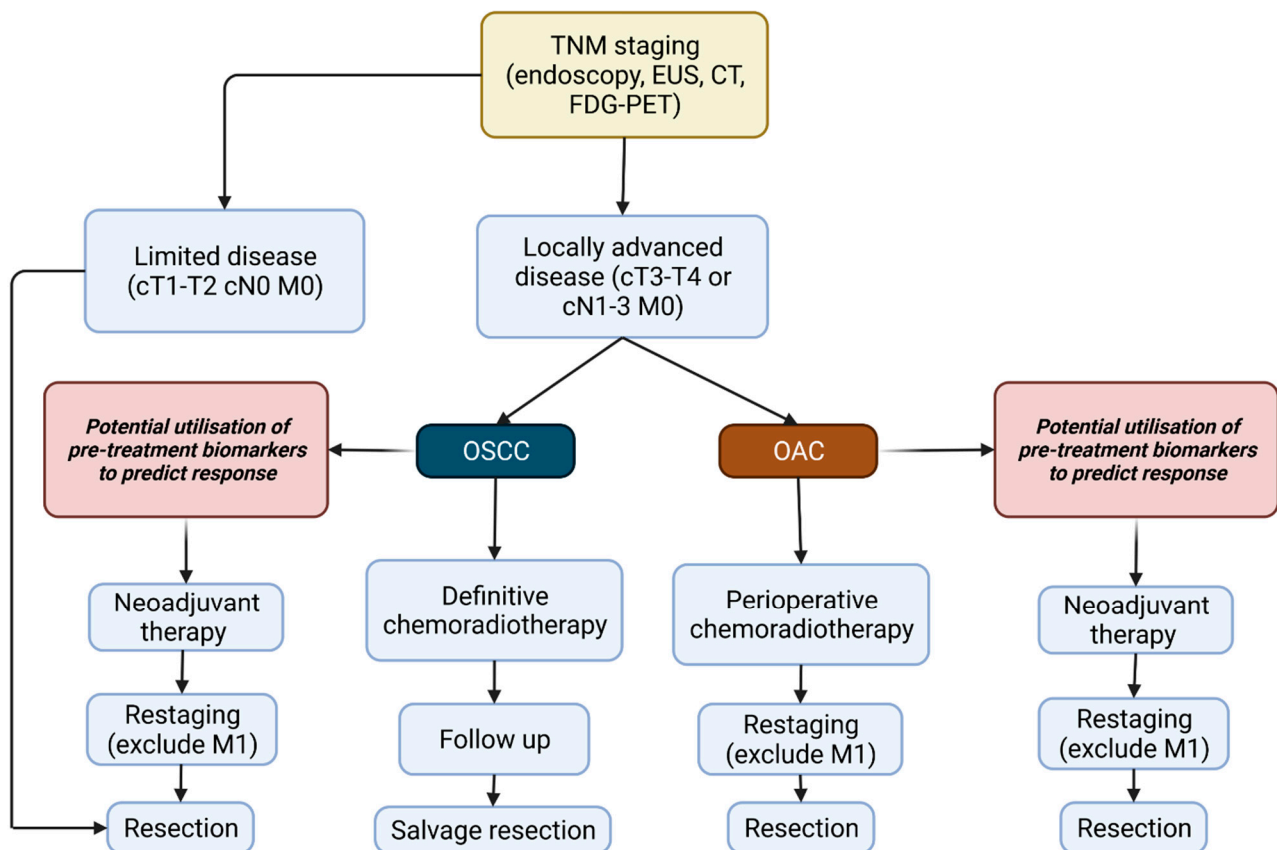 TNM staging
(endoscopy, EUS, CT,
FDG-PET)
Limited disease
(cT1-T2 cN0 M0)
Locally advanced
disease (cT3-T4 or
cN1-3 M0)
Potential utilisation of
pre-treatment biomarkers
to predict response
OSCC
OAC
Potential utilisation of
pre-treatment biomarkers
to predict response
Neoadjuvant
therapy
Definitive
chemoradiotherapy
Perioperative
chemoradiotherapy
Neoadjuvant
therapy
Restaging
(exclude M1)
Follow up
Restaging
(exclude M1)
Restaging
(exclude M1)
Resection
Salvage resection
Resection
Resection